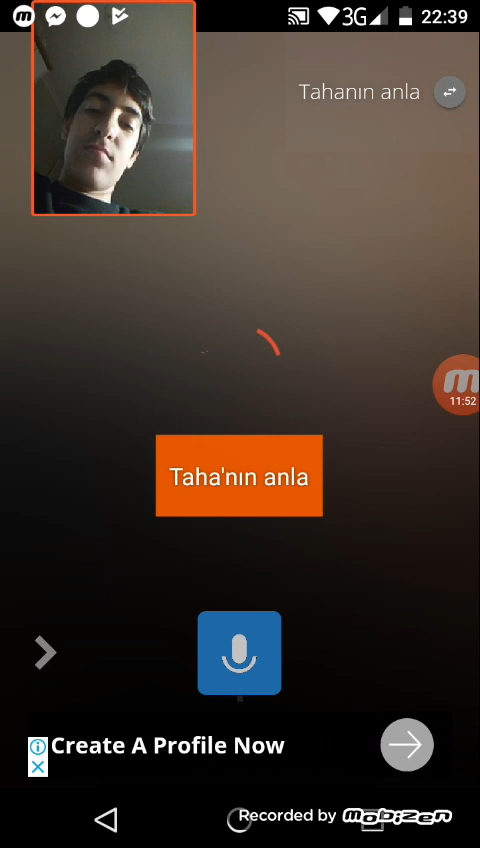 3G 22:39
Tahanın anla
m
11:52
Taha'nın anla
Create A Profile Now
Recorded by Mobizen